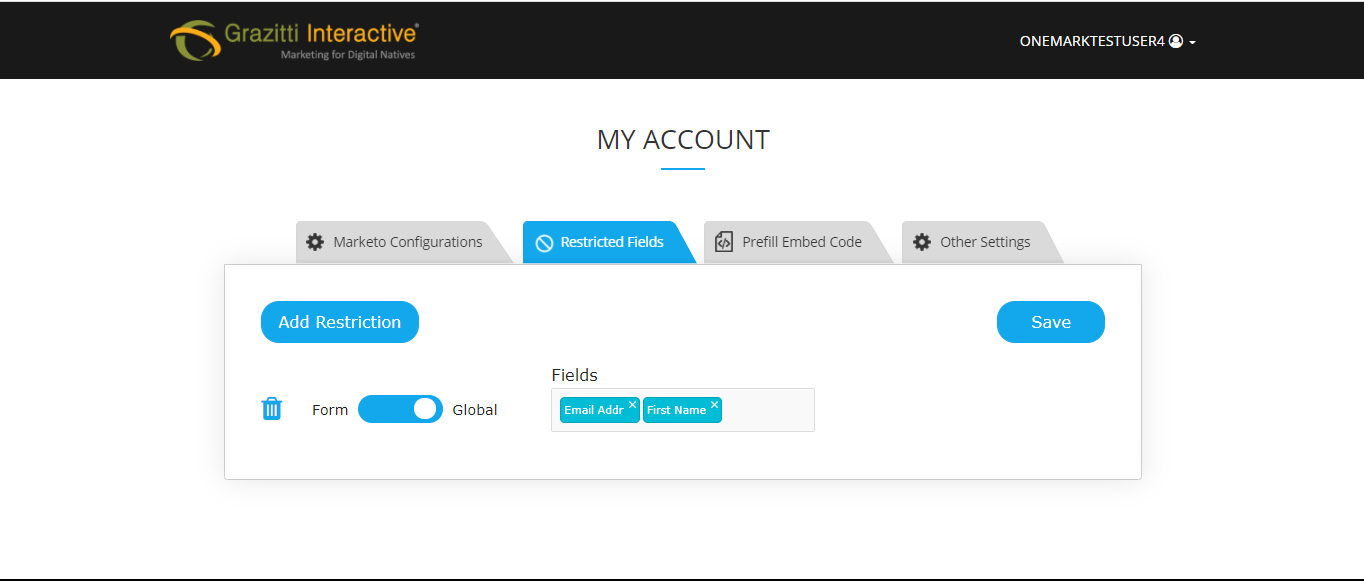 Grazitti Interactive®
Marketing for Digital Natives
ONEMARKTESTUSER4
MY ACCOUNT
Marketo Configurations
Restricted Fields
Prefill Embed Code
Other Settings
Add Restriction
Save
Fields
Form
Global
Email Addr ×
First Name ×